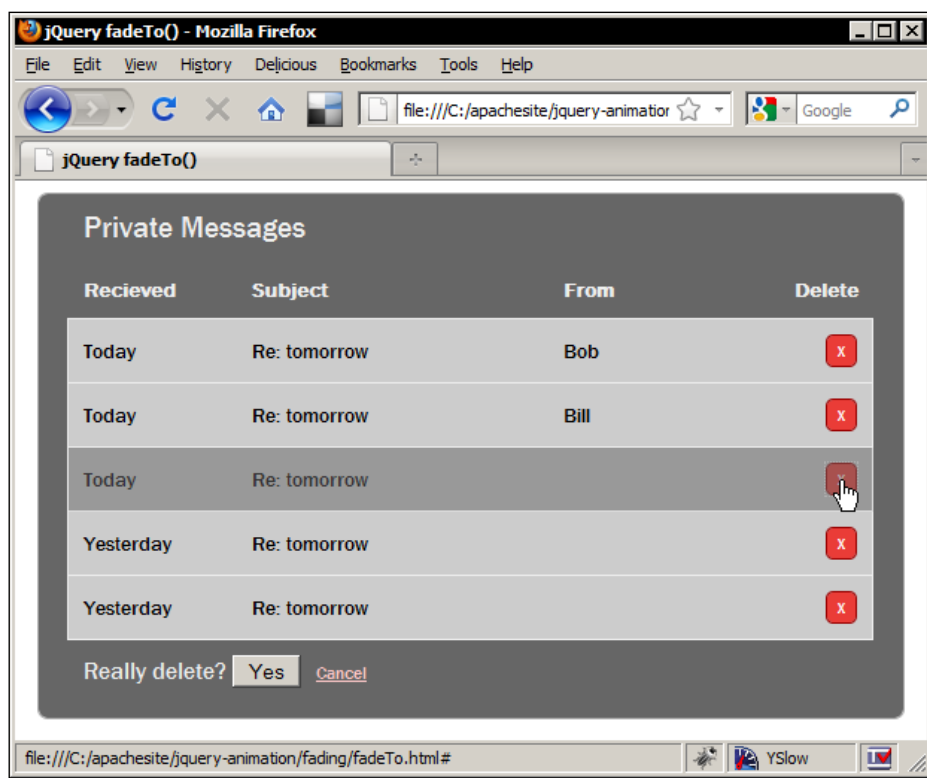 jQuery fadeTo() - Mozilla Firefox
File Edit View History Delicious Bookmarks Tools Help
file:///C:/apachesite/jquery-animation Google
jQuery fadeTo()
Private Messages
Recieved Subject From Delete
Today Re: tomorrow Bob x
Today Re: tomorrow Bill x
Today Re: tomorrow
Yesterday Re: tomorrow x
Yesterday Re: tomorrow x
Really delete? Yes Cancel
file:///C:/apachesite/jquery-animation/fading/fadeTo.html# YSlow